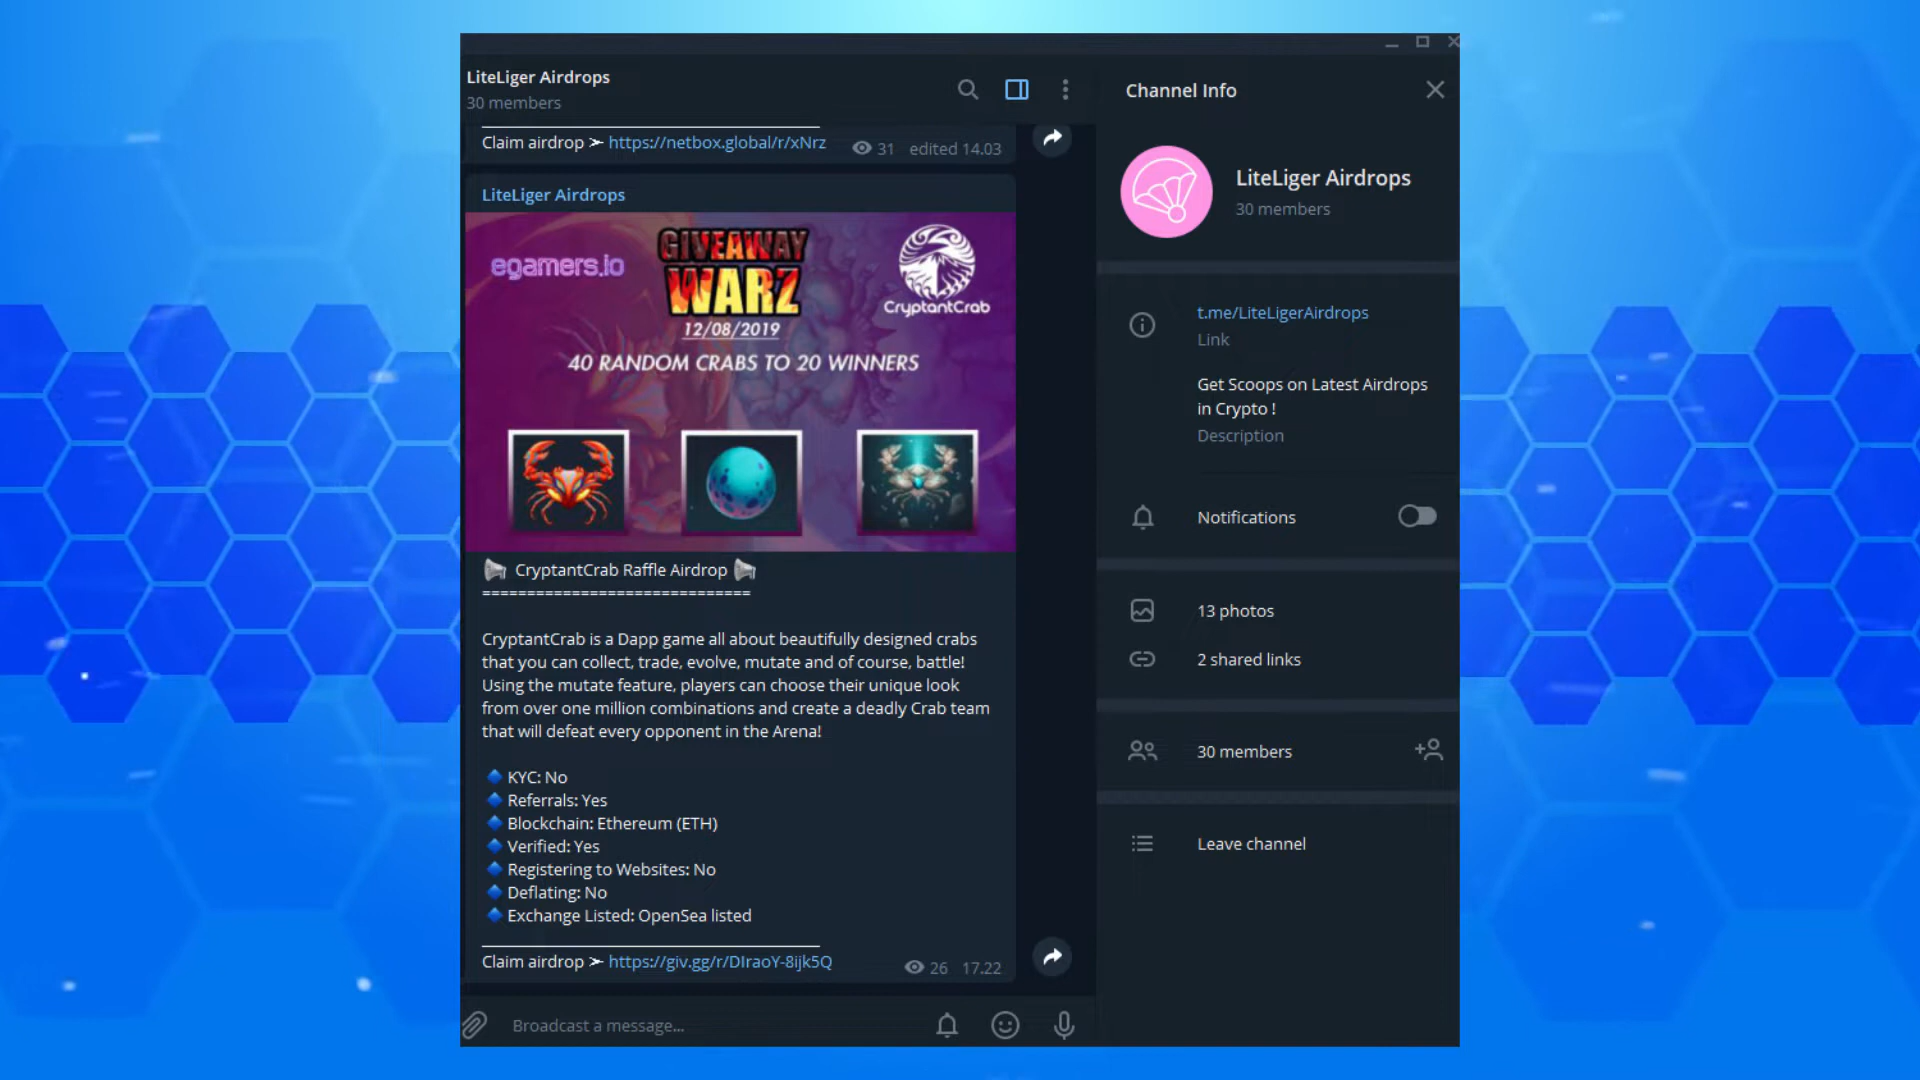 LiteLiger Airdrops
30 members
Claim airdrop ➣ https://netbox.global/r/xNrz
31 edited 14.03
LiteLiger Airdrops
egamers.io
GIVEAWAY
WARZ
CryptantCrab
12/08/2019
40 RANDOM CRABS TO 20 WINNERS
CryptantCrab Raffle Airdrop
==============================
CryptantCrab is a Dapp game all about beautifully designed crabs
that you can collect, trade, evolve, mutate and of course, battle!
Using the mutate feature, players can choose their unique look
from over one million combinations and create a deadly Crab team
that will defeat every opponent in the Arena!
KYC: No
Referrals: Yes
Blockchain: Ethereum (ETH)
Verified: Yes
Registering to Websites: No
Deflating: No
Exchange Listed: OpenSea listed
Claim airdrop ➣ https://giv.gg/r/DIraoY-8ijk5Q
26 17.22
Broadcast a message...
Channel Info
LiteLiger Airdrops
30 members
t.me/LiteLigerAirdrops
Link
Get Scoops on Latest Airdrops
in Crypto !
Description
Notifications
13 photos
2 shared links
30 members
Leave channel